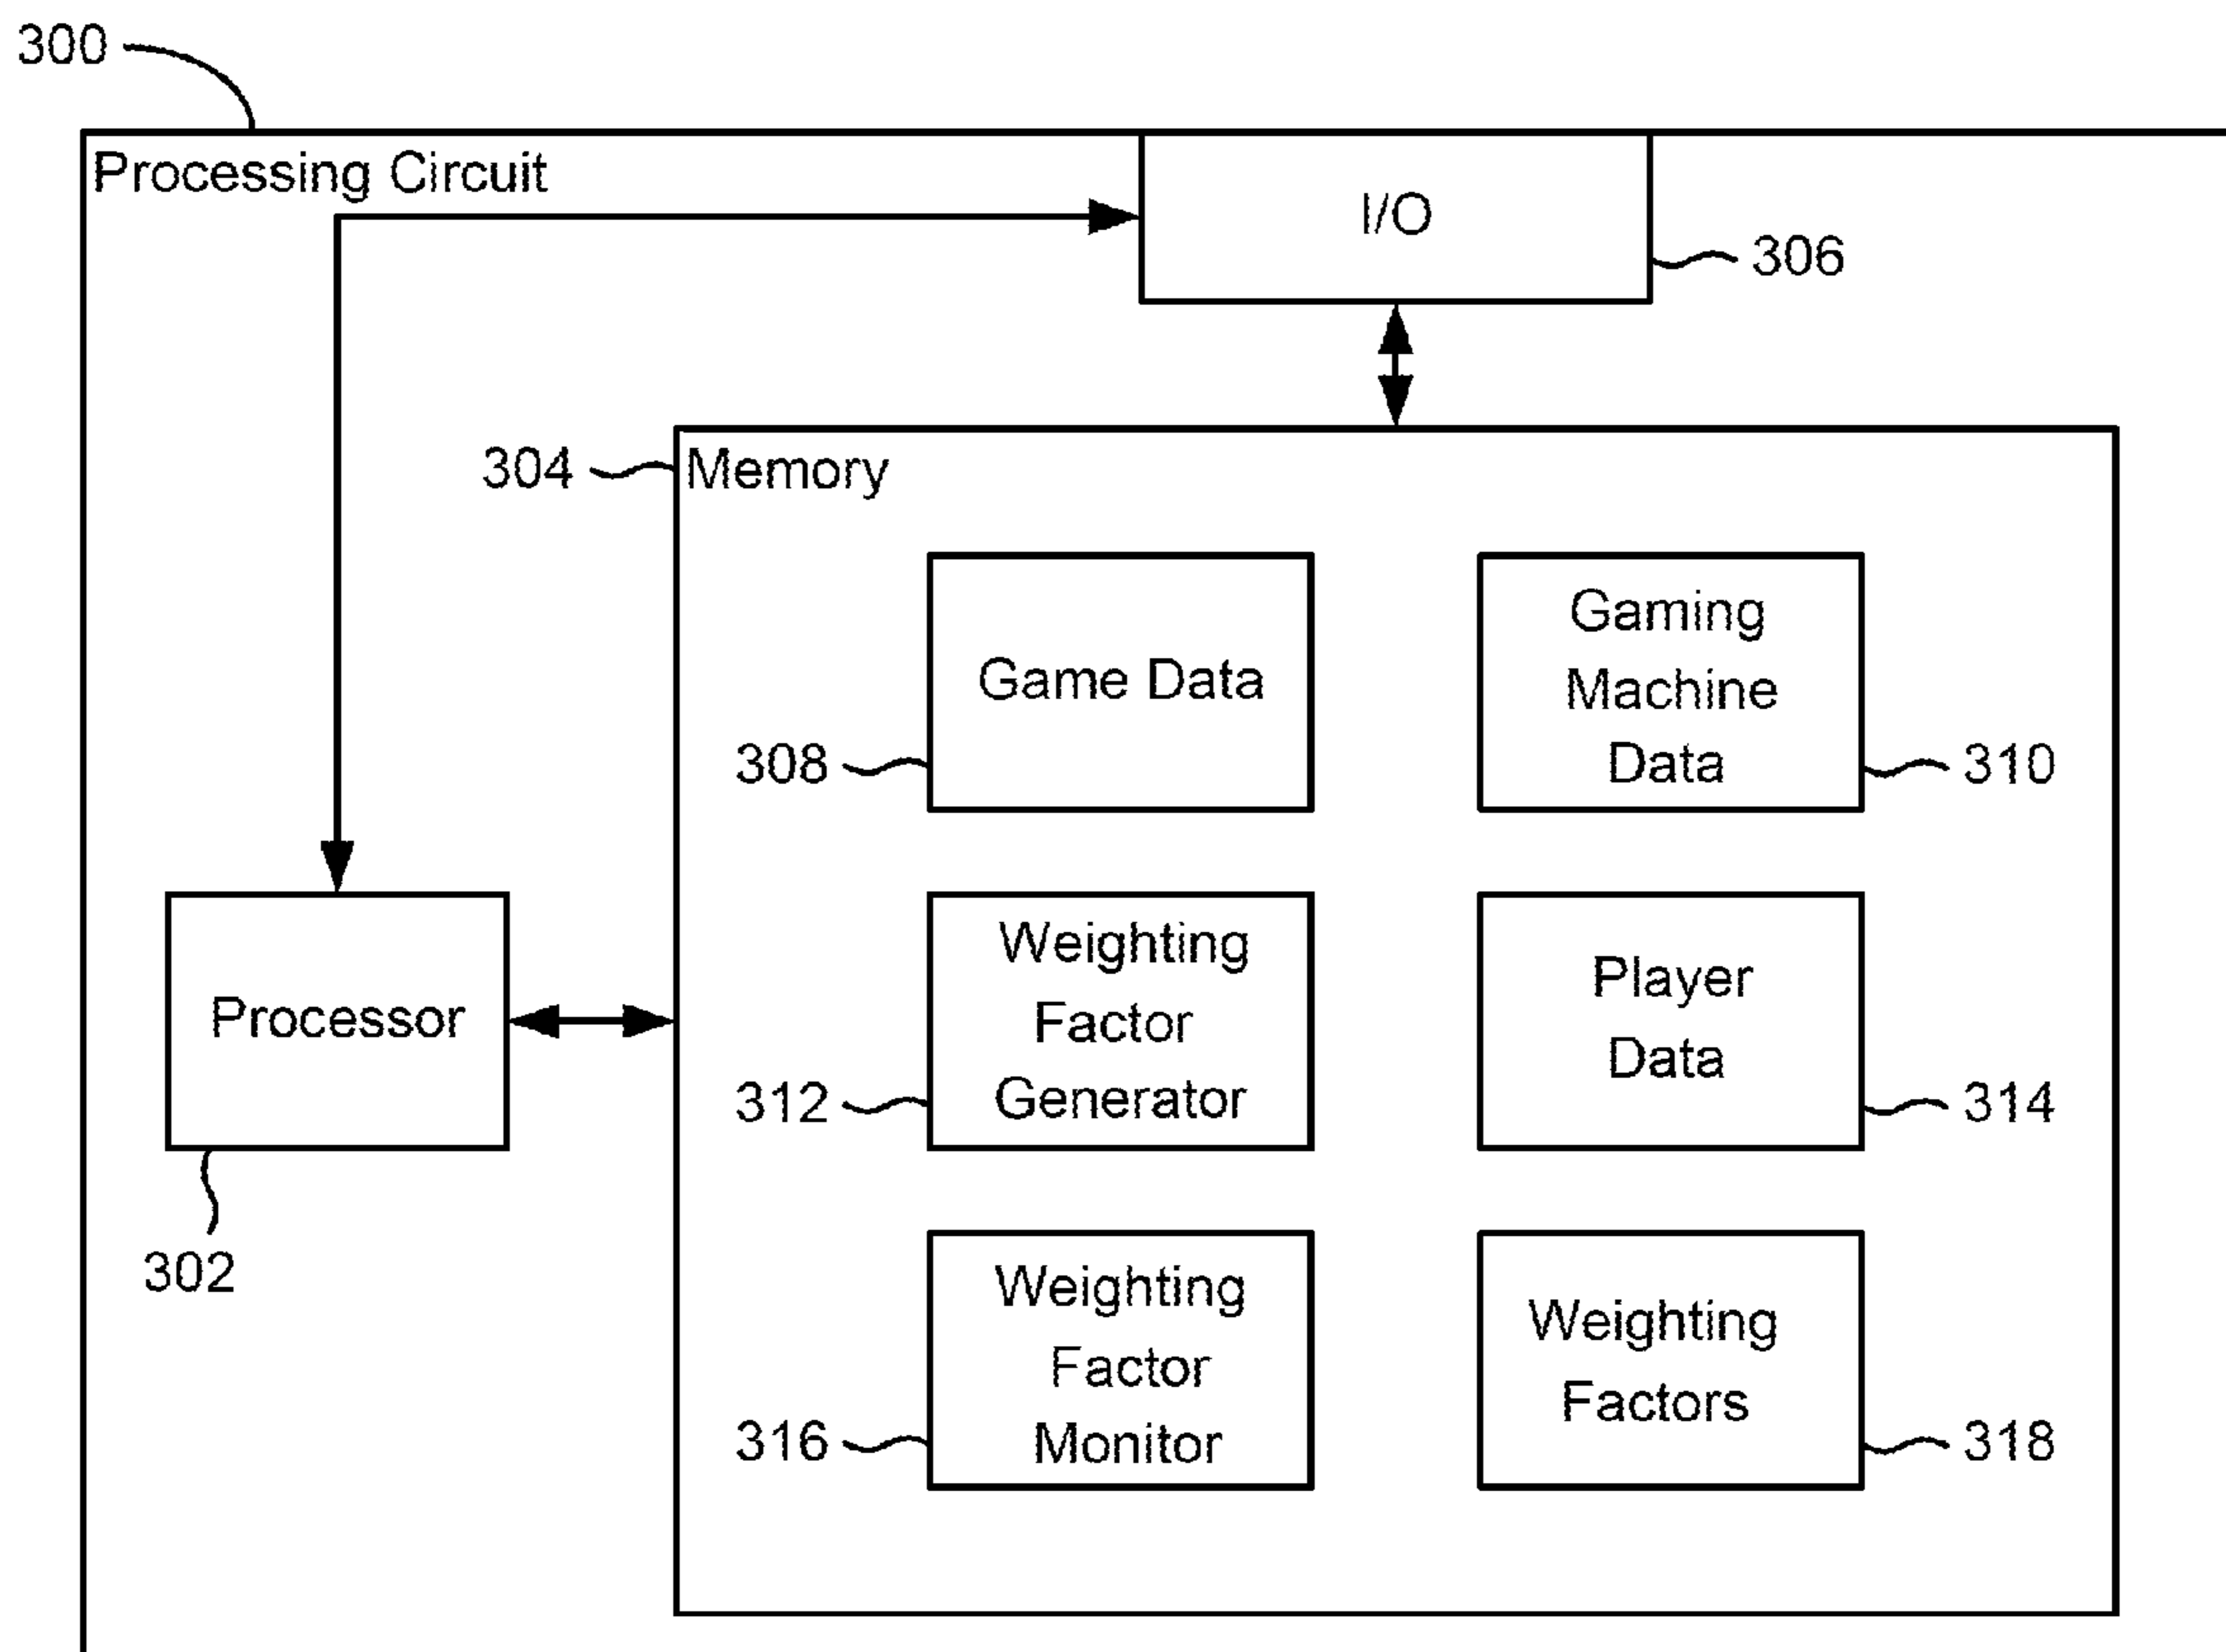 300
Processing Circuit
I/O
306
304
Memory
Game Data
308
Gaming
Machine
Data
310
Processor
302
Weighting
Factor
Generator
312
Player
Data
314
Weighting
Factor
Monitor
316
Weighting
Factors
318